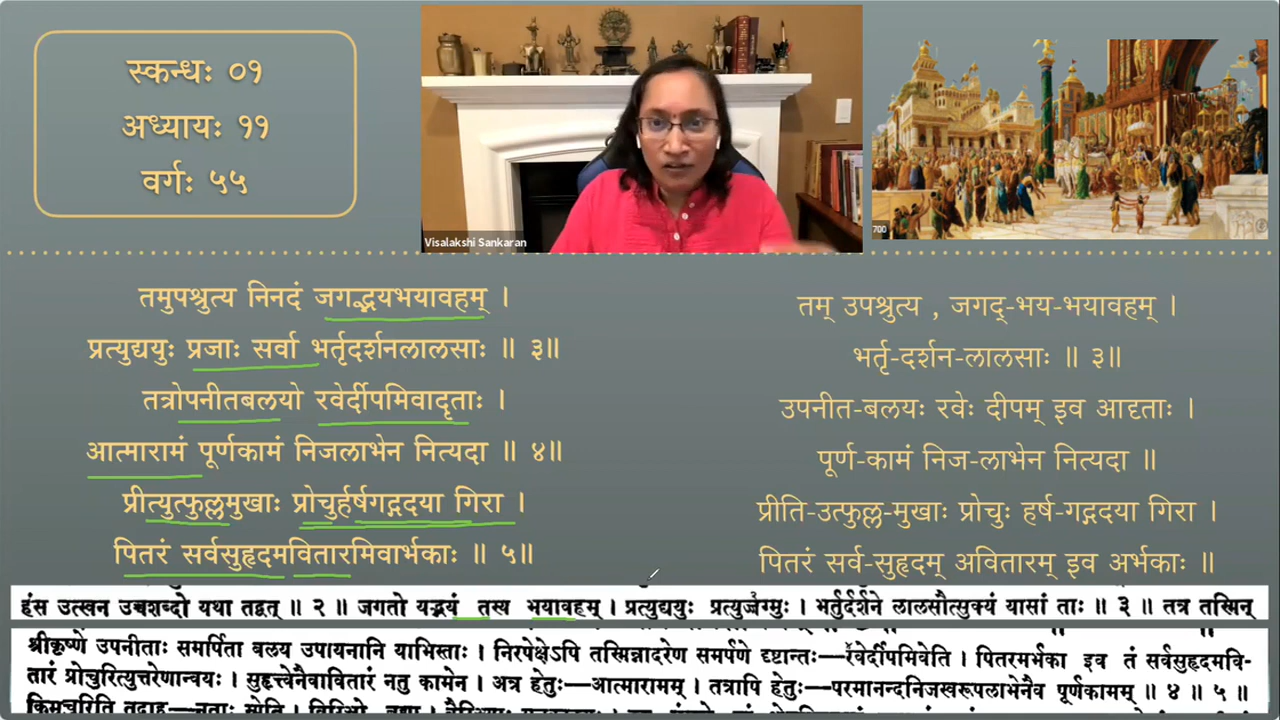 स्कन्धः ०१
अध्यायः ११
वर्गः ५५
Visalakshi Sankaran
700
तमुपश्रुत्य निनदं जगद्भयभयावहम् ।
प्रत्युद्ययुः प्रजाः सर्वा भर्तृदर्शनलालसाः ॥ ३॥
तत्रोपनीतबलयो रवेर्दीपमिवादृताः ।
आत्मारामं पूर्णकामं निजलाभेन नित्यदा ॥ ४॥
प्रीत्युत्फुल्लमुखाः प्रोचुर्हर्षगद्गदया गिरा ।
पितरं सर्वसुहृदमवितारमिवार्भकाः ॥ ५॥
तम् उपश्रुत्य , जगद्-भय-भयावहम् ।
भर्तृ-दर्शन-लालसाः ॥ ३॥
उपनीत-बलयः रवेः दीपम् इव आदृताः ।
पूर्ण-कामं निज-लाभेन नित्यदा ॥
प्रीति-उत्फुल्ल-मुखाः प्रोचुः हर्ष-गद्गदया गिरा ।
पितरं सर्व-सुहृदम् अवितारम् इव अर्भकाः ॥
हंस उत्स्वन उच्चशब्दो यथा तद्वत् ॥ २ ॥ जगतो यद्भयं तस्य भयावहम् । प्रत्युद्ययुः प्रत्युज्जग्मुः । भर्तुर्दर्शने लालसौत्सुक्यं यासां ताः ॥ ३ ॥ तत्र तस्मिन्
श्रीकृष्णे उपनीताः समर्पिता बलय उपायनानि याभिस्ताः । निरपेक्षेऽपि तस्मिन्नादरेण समर्पणे दृष्टान्तः—रवेर्दीपमिवेति । पितरमर्भका इव तं सर्वसुहृदमवि-
तारं प्रोचुरित्युत्तरेणान्वयः । सुहृत्त्वेनैवावितारं नतु कामेन । अत्र हेतुः—आत्मारामम् । तत्रापि हेतुः—परमानन्दनिजस्वरूपलाभेनैव पूर्णकामम् ॥ ४ ॥ ५ ॥